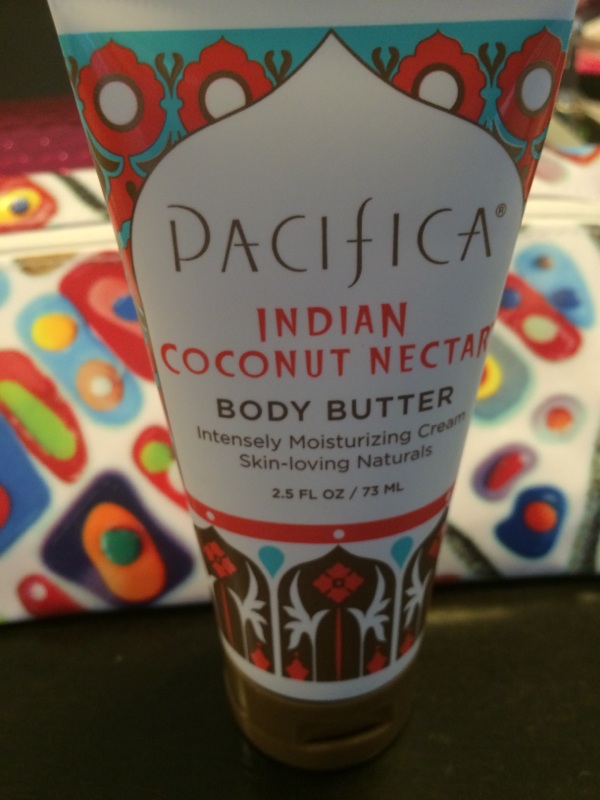 PACIFICA®
INDIAN
COCONUT NECTAR
BODY BUTTER
Intensely Moisturizing Cream
Skin-loving Naturals
2.5 FL OZ / 73 ML